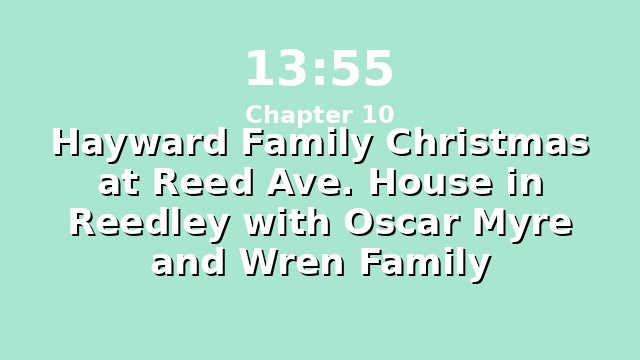 13:55
Chapter 10
Hayward Family Christmas
at Reed Ave. House in
Reedley with Oscar Myre
and Wren Family